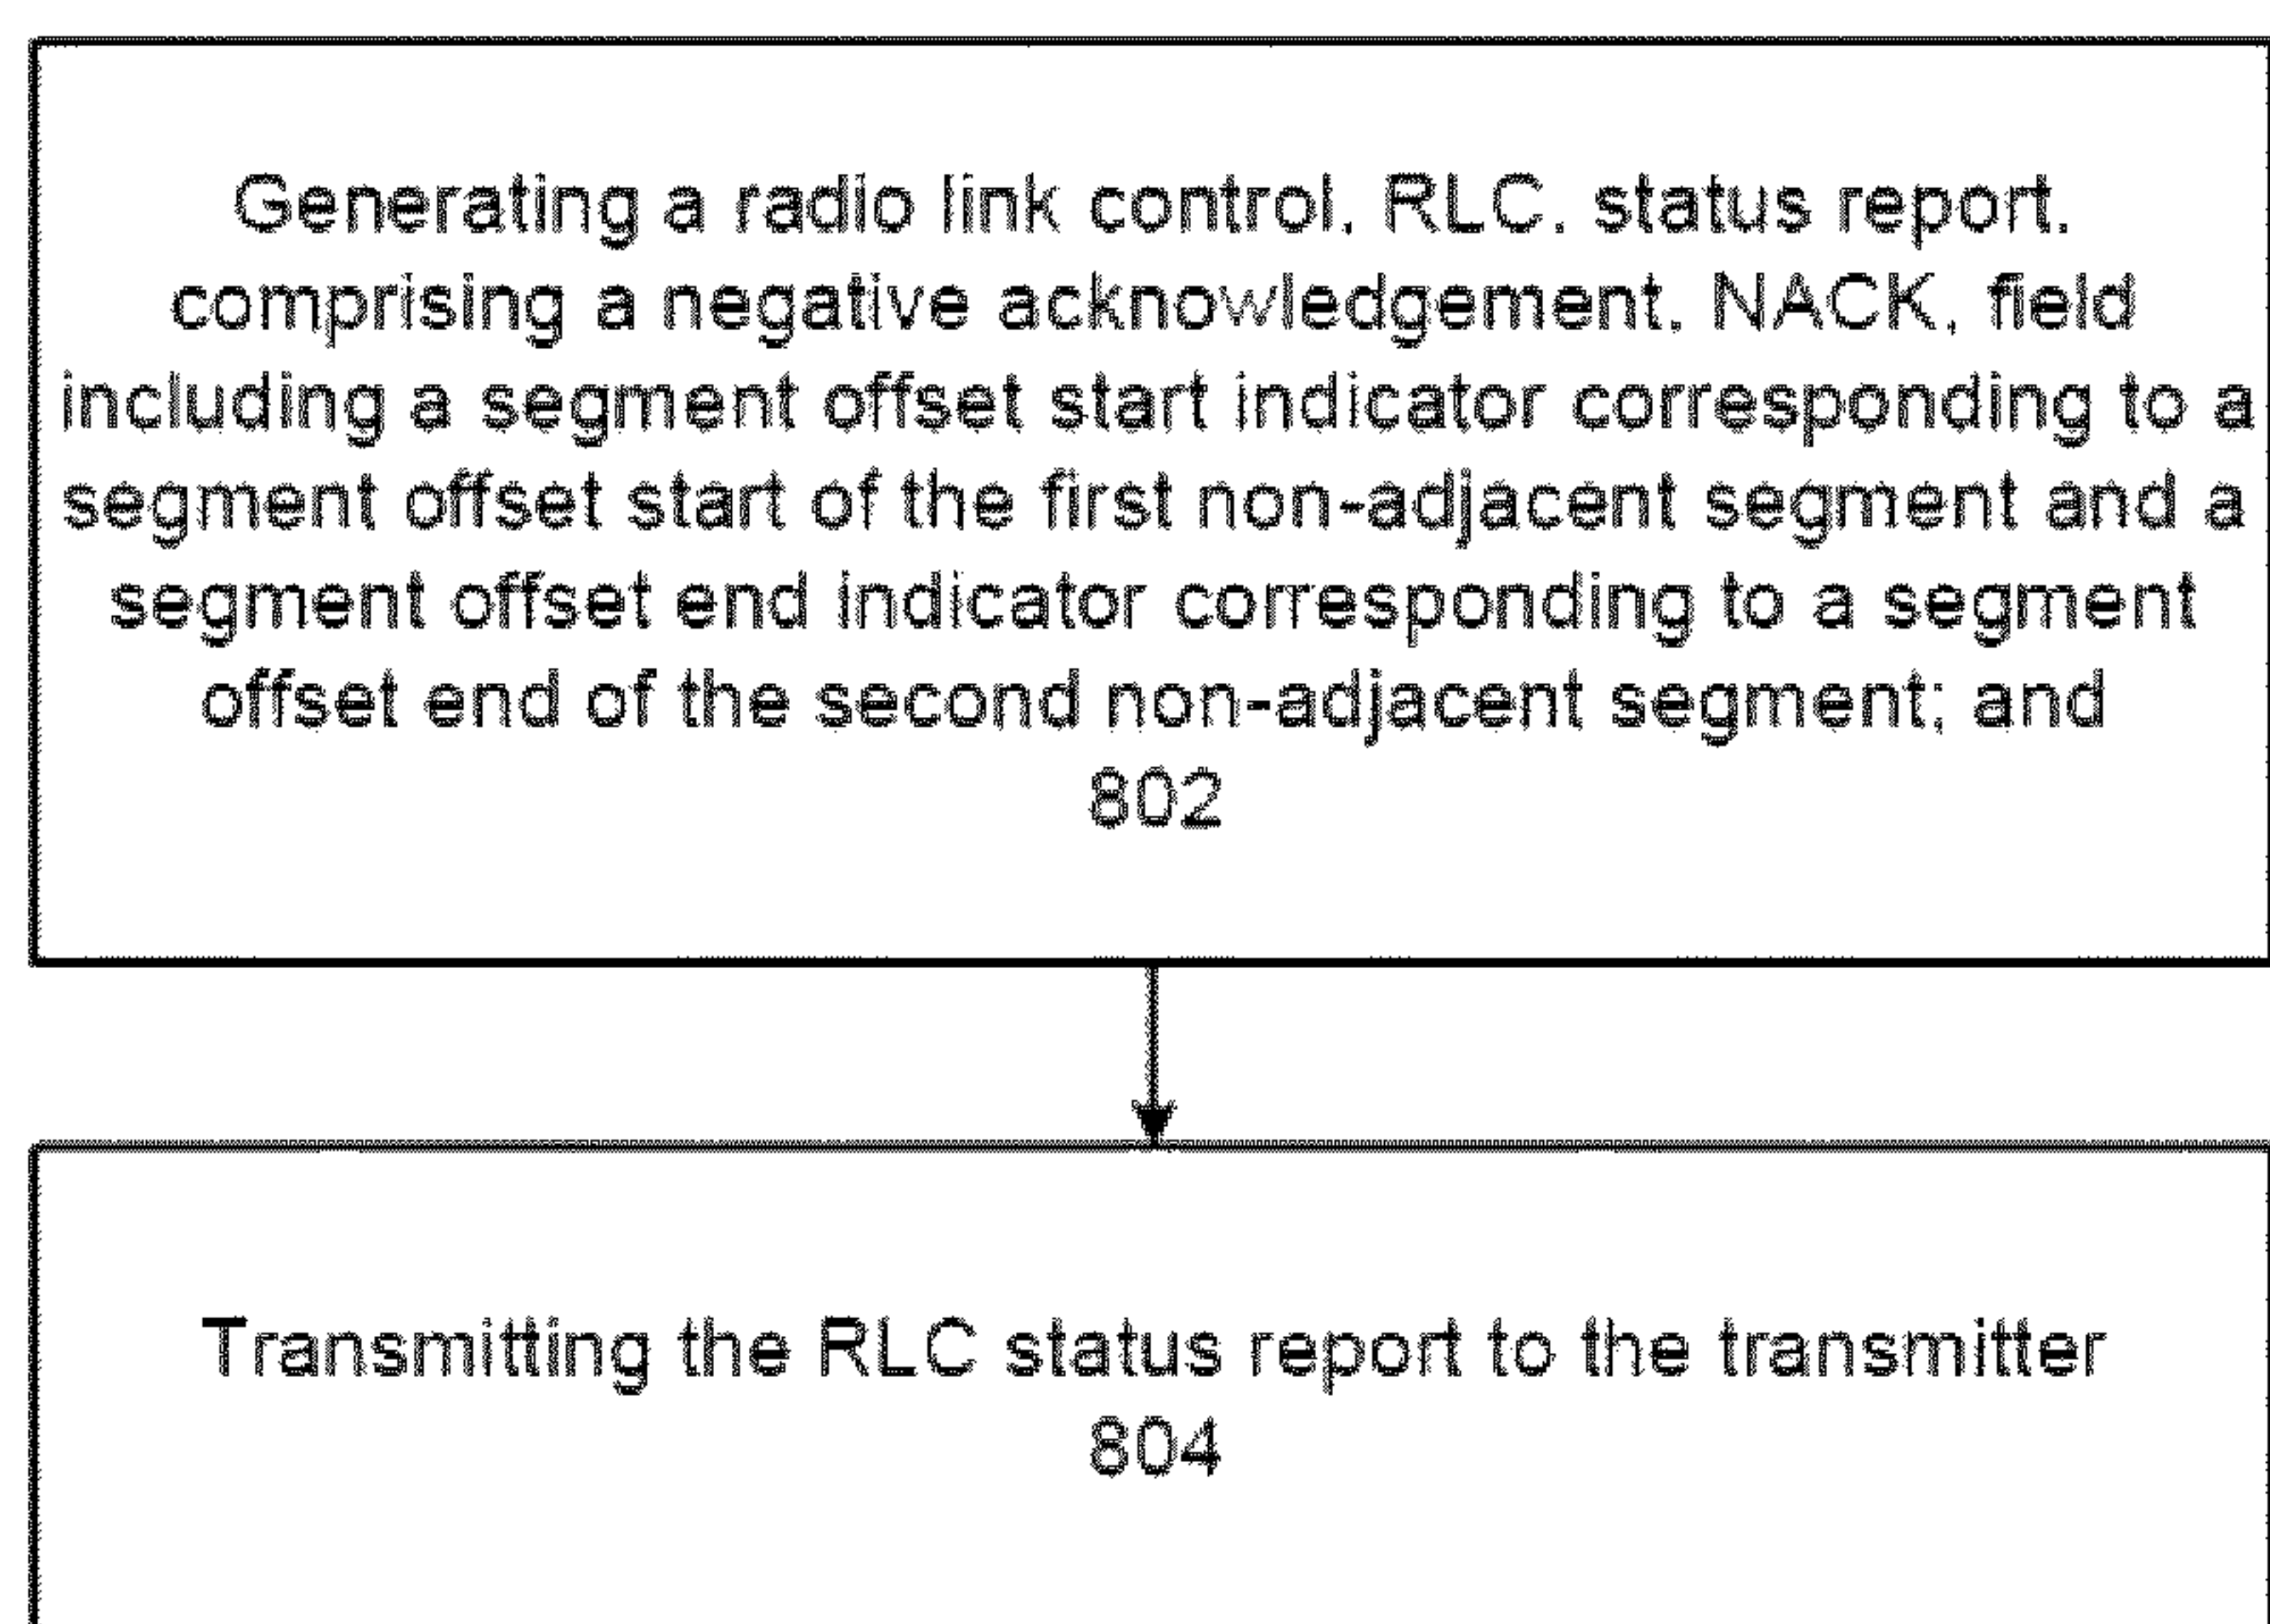 Generating a radio link control, RLC, status report,
comprising a negative acknowledgement, NACK, field
including a segment offset start indicator corresponding to a
segment offset start of the first non-adjacent segment and a
segment offset end indicator corresponding to a segment
offset end of the second non-adjacent segment; and
802
Transmitting the RLC status report to the transmitter
804